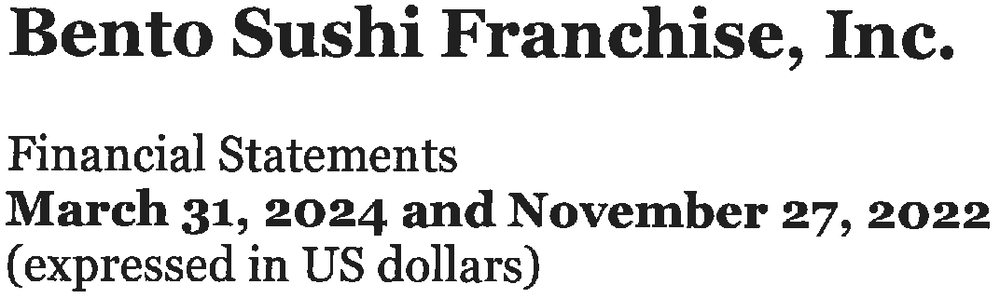 Bento Sushi Franchise, Inc.
Financial Statements
March 31, 2024 and November 27, 2022
(expressed in US dollars)